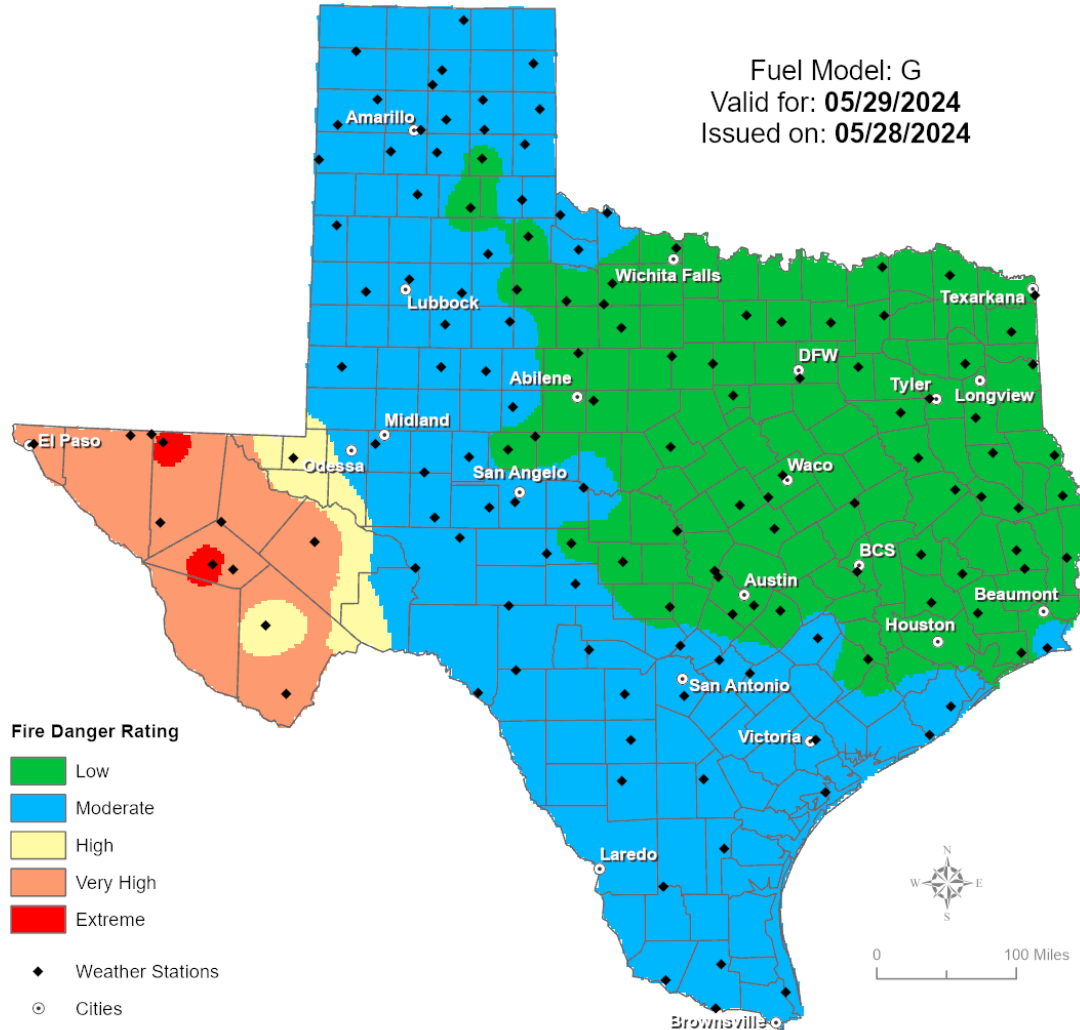 Fuel Model: G
Valid for: 05/29/2024
Issued on: 05/28/2024
Amarillo
Wichita Falls
Lubbock
Texarkana
DFW
Abilene
Tyler
Longview
Midland
El Paso
Odessa
San Angelo
Waco
BCS
Austin
Beaumont
Houston
San Antonio
Victoria
Laredo
Brownsville
Fire Danger Rating
Low
Moderate
High
Very High
Extreme
Weather Stations
Cities
N
W E
S
0 100 Miles